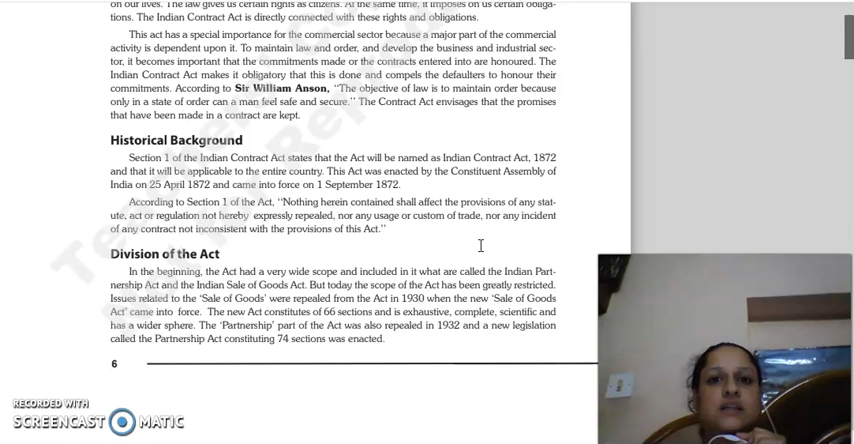 on our lives. The law gives us certain rights as citizens. At the same time, it imposes on us certain obliga-
tions. The Indian Contract Act is directly connected with these rights and obligations.
This act has a special importance for the commercial sector because a major part of the commercial
activity is dependent upon it. To maintain law and order, and develop the business and industrial sec-
tor, it becomes important that the commitments made or the contracts entered into are honoured. The
Indian Contract Act makes it obligatory that this is done and compels the defaulters to honour their
commitments. According to Sir William Anson, “The objective of law is to maintain order because
only in a state of order can a man feel safe and secure.” The Contract Act envisages that the promises
that have been made in a contract are kept.
Historical Background
Section 1 of the Indian Contract Act states that the Act will be named as Indian Contract Act, 1872
and that it will be applicable to the entire country. This Act was enacted by the Constituent Assembly of
India on 25 April 1872 and came into force on 1 September 1872.
According to Section 1 of the Act, “Nothing herein contained shall affect the provisions of any stat-
ute, act or regulation not hereby expressly repealed, nor any usage or custom of trade, nor any incident
of any contract not inconsistent with the provisions of this Act.”
Division of the Act
In the beginning, the Act had a very wide scope and included in it what are called the Indian Part-
nership Act and the Indian Sale of Goods Act. But today the scope of the Act has been greatly restricted.
Issues related to the ‘Sale of Goods’ were repealed from the Act in 1930 when the new ‘Sale of Goods
Act’ came into force. The new Act constitutes of 66 sections and is exhaustive, complete, scientific and
has a wider sphere. The ‘Partnership’ part of the Act was also repealed in 1932 and a new legislation
called the Partnership Act constituting 74 sections was enacted.
6
RECORDED WITH
SCREENCAST MATIC